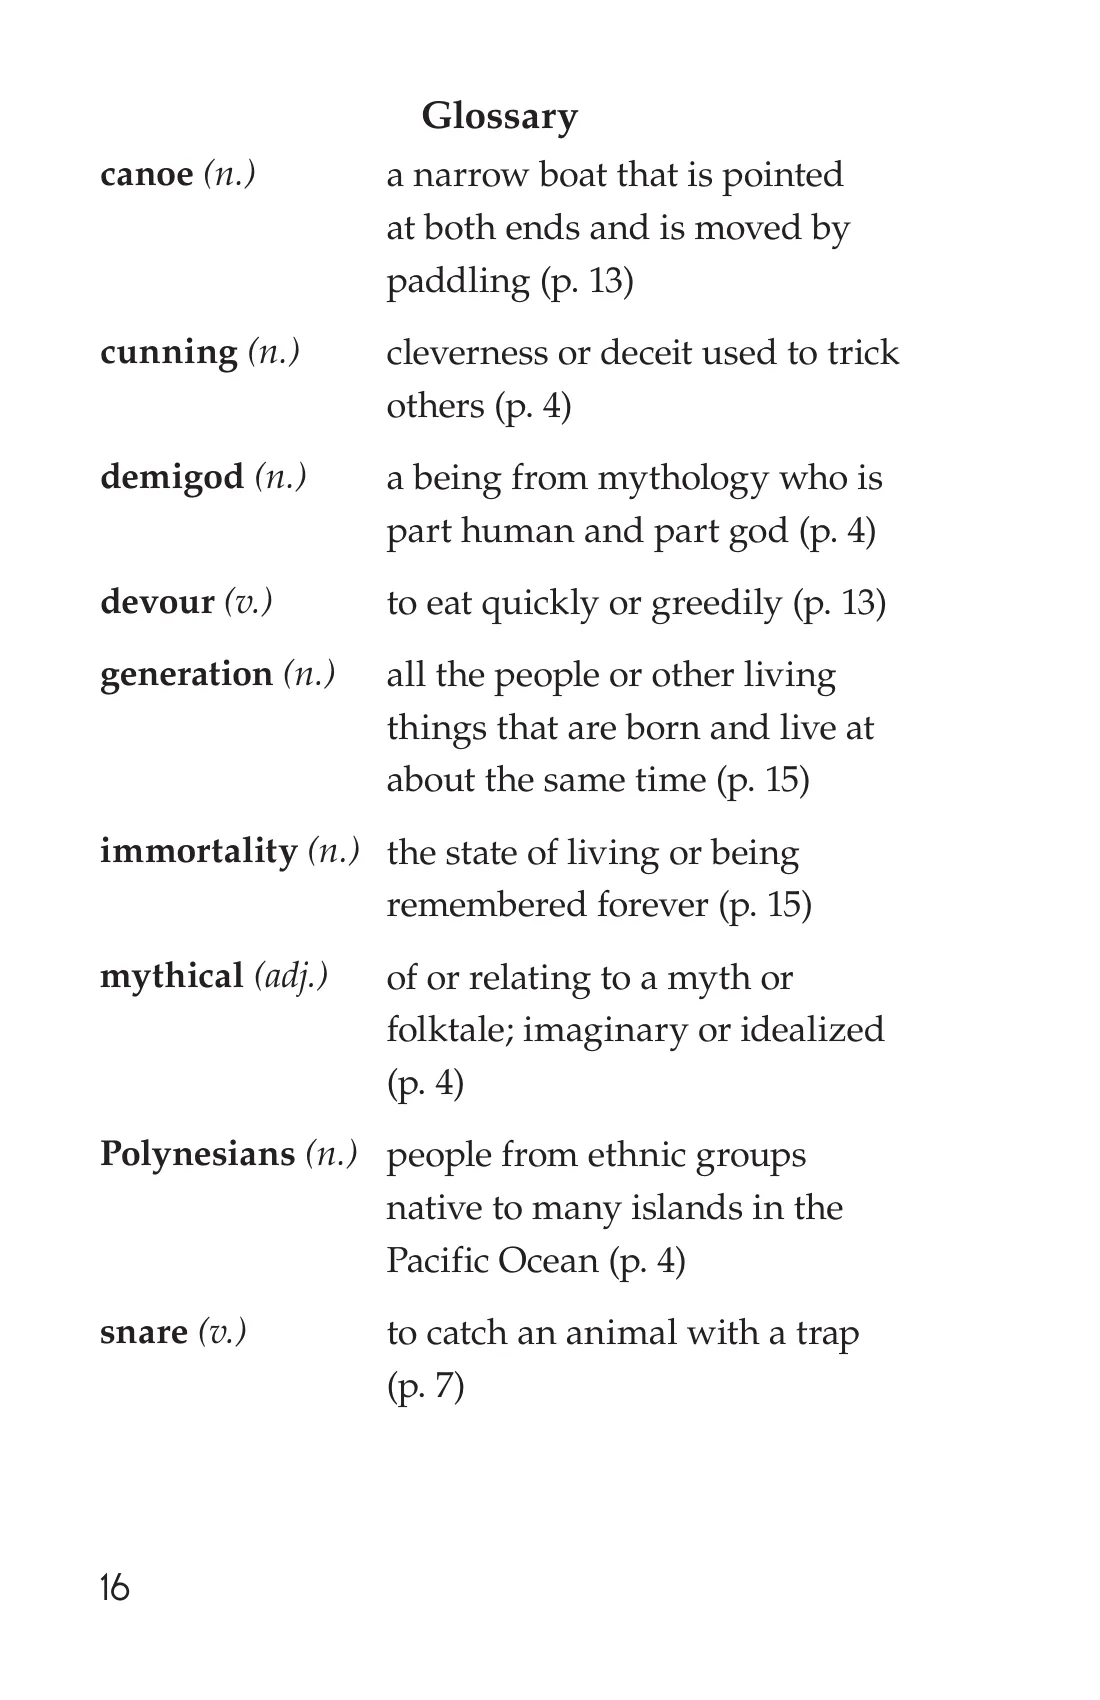 Glossary
canoe (n.) a narrow boat that is pointed
at both ends and is moved by
paddling (p. 13)
cunning (n.) cleverness or deceit used to trick
others (p. 4)
demigod (n.) a being from mythology who is
part human and part god (p. 4)
devour (v.) to eat quickly or greedily (p. 13)
generation (n.) all the people or other living
things that are born and live at
about the same time (p. 15)
immortality (n.) the state of living or being
remembered forever (p. 15)
mythical (adj.) of or relating to a myth or
folktale; imaginary or idealized
(p. 4)
Polynesians (n.) people from ethnic groups
native to many islands in the
Pacific Ocean (p. 4)
snare (v.) to catch an animal with a trap
(p. 7)
16